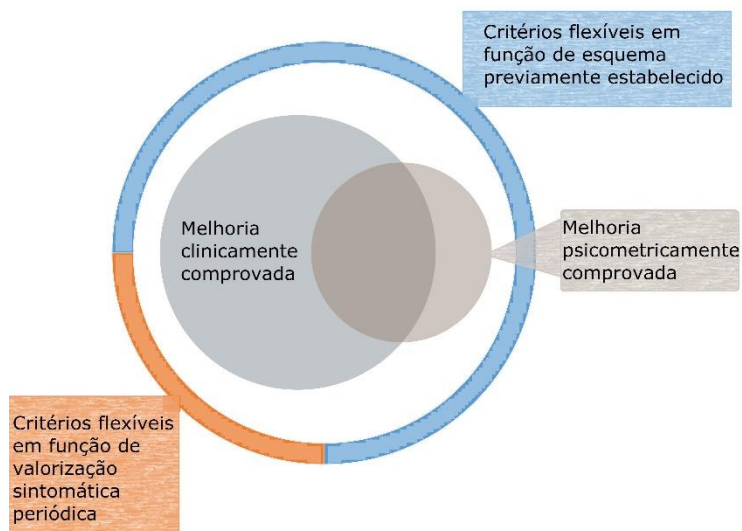 Critérios flexíveis em
função de esquema
previamente estabelecido
Melhoria
clinicamente
comprovada
Melhoria
psicometricamente
comprovada
Critérios flexíveis
em função de
valorização
sintomática
periódica